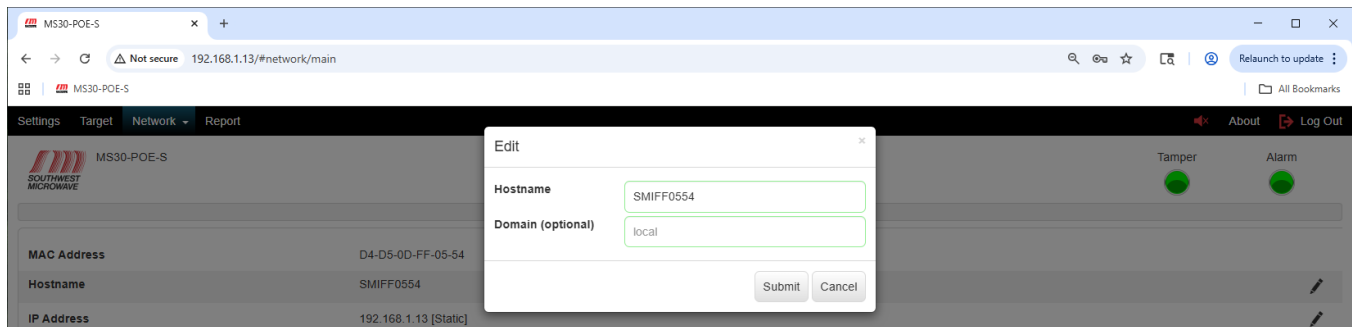 MS30-POE-S
Not secure 192.168.1.13/#network/main Relaunch to update
MS30-POE-S All Bookmarks
Settings Target Network Report About Log Out
Edit
MS30-POE-S Tamper Alarm
SOUTHWEST
MICROWAVE
Hostname SMIFF0554
Domain (optional) local
MAC Address D4-D5-0D-FF-05-54
Hostname SMIFF0554
Submit Cancel
IP Address 192.168.1.13 [Static]